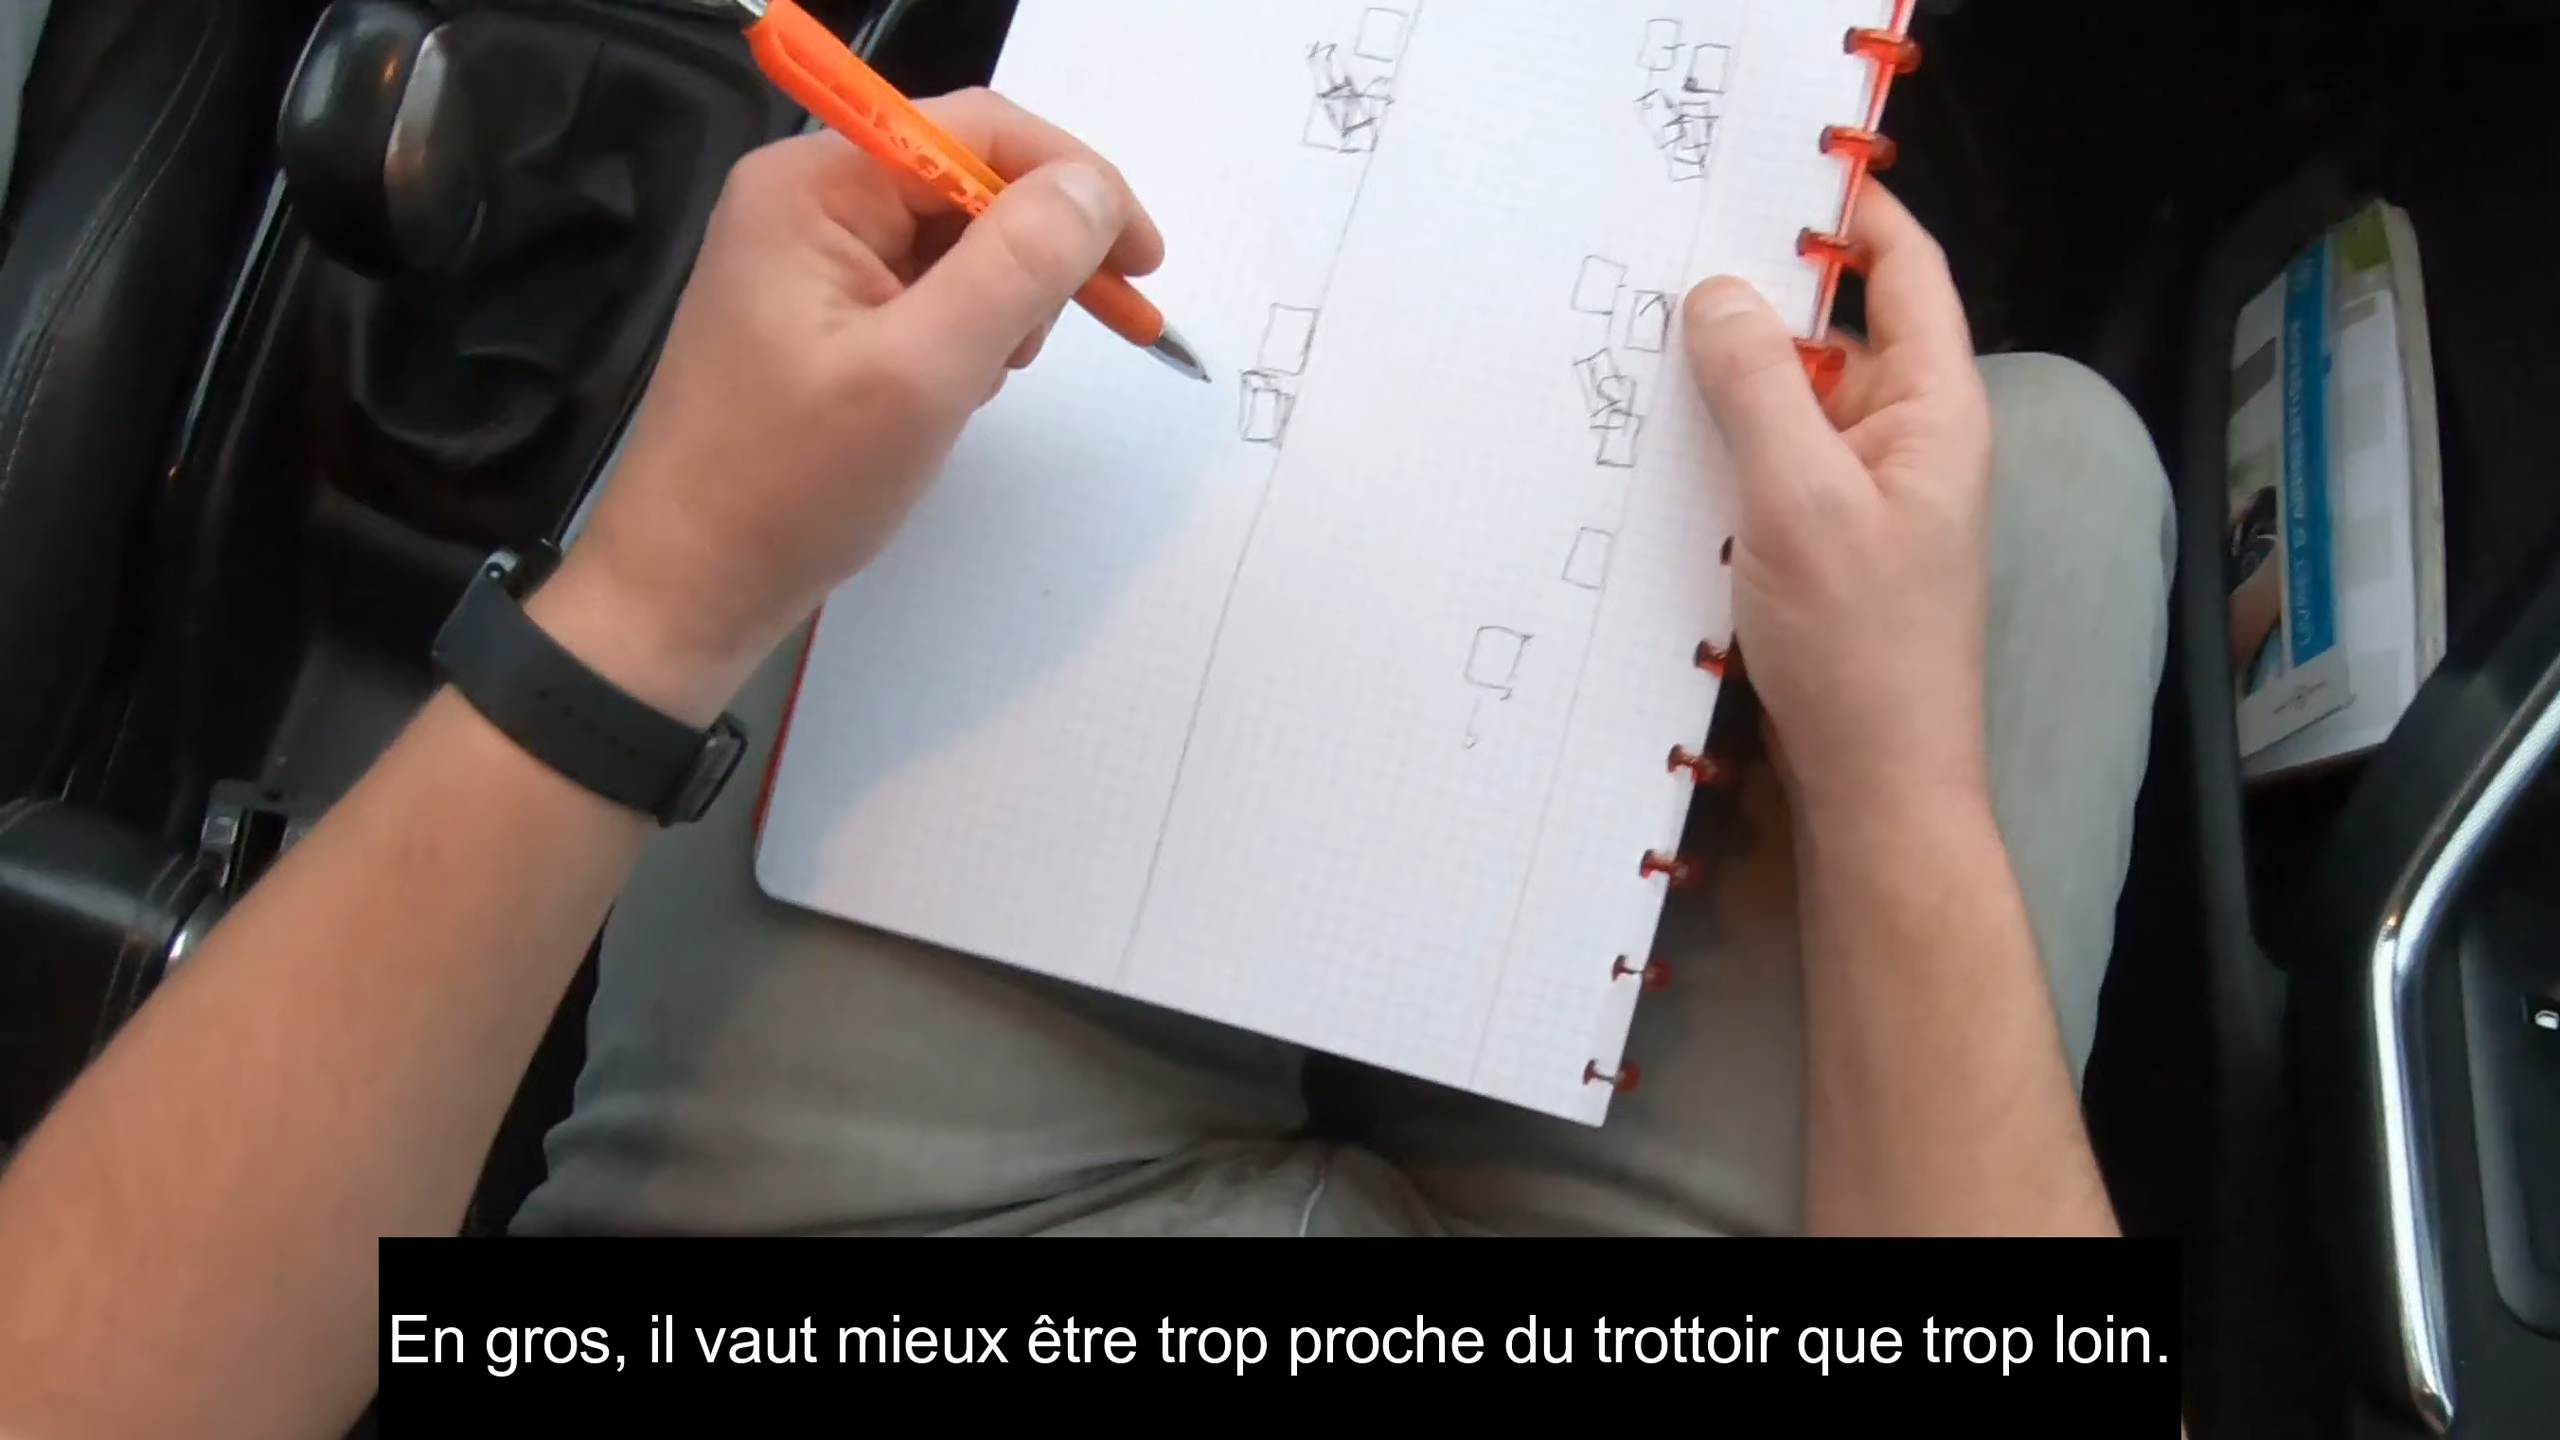 En gros, il vaut mieux être trop proche du trottoir que trop loin.